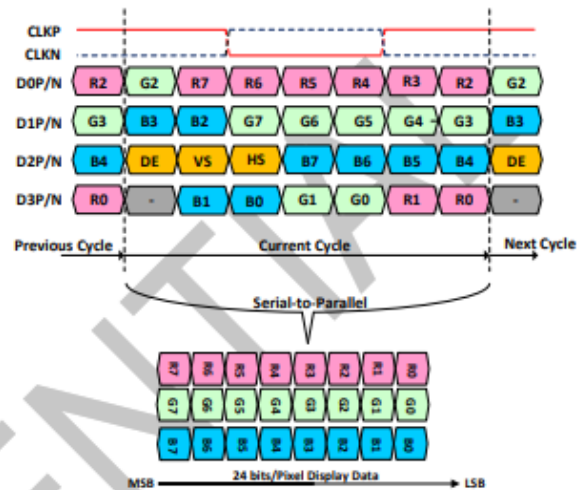 CLKP
CLKN
D0P/N R2 G2 R7 R6 R5 R4 R3 R2 G2
D1P/N G3 B3 B2 G7 G6 G5 G4 - G3 B3
D2P/N B4 DE VS HS B7 B6 B5 B4 DE
D3P/N R0 - B1 B0 G1 G0 R1 R0 -
Previous Cycle Current Cycle Next Cycle
Serial-to-Parallel
R7 R6 R5 R4 R3 R2 R1 R0
G7 G6 G5 G4 G3 G2 G1 G0
B7 B6 B5 B4 B3 B2 B1 B0
MSB 24 bits/Pixel Display Data LSB
ENTIAL